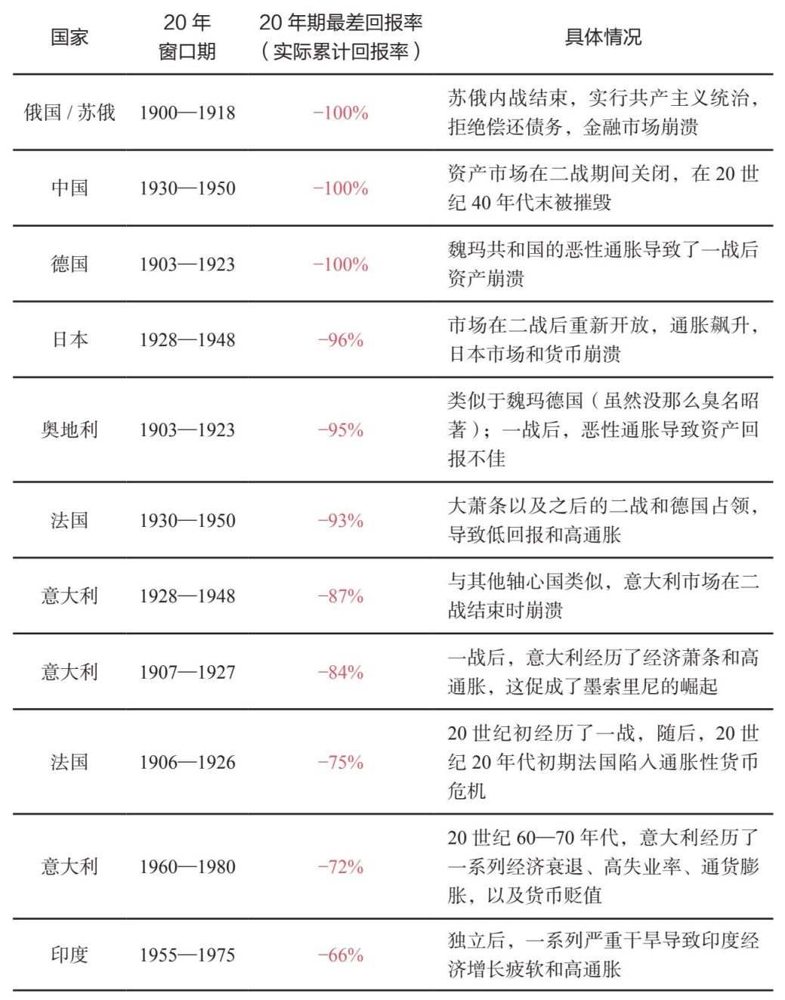 国家
20 年
窗口期
20 年期最差回报率
（实际累计回报率）
具体情况
俄国 / 苏俄
1900—1918
−100%
苏俄内战结束，实行共产主义统治，
拒绝偿还债务，金融市场崩溃
中国
1930—1950
−100%
资产市场在二战期间关闭，在 20 世
纪 40 年代末被摧毁
德国
1903—1923
−100%
魏玛共和国的恶性通胀导致了一战后
资产崩溃
日本
1928—1948
−96%
市场在二战后重新开放，通胀飙升，
日本市场和货币崩溃
奥地利
1903—1923
−95%
类似于魏玛德国（虽然没那么臭名昭
著）；一战后，恶性通胀导致资产回
报不佳
法国
1930—1950
−93%
大萧条以及之后的二战和德国占领，
导致低回报和高通胀
意大利
1928—1948
−87%
与其他轴心国类似，意大利市场在二
战结束时崩溃
意大利
1907—1927
−84%
一战后，意大利经历了经济萧条和高
通胀，这促成了墨索里尼的崛起
法国
1906—1926
−75%
20 世纪初经历了一战，随后，20 世
纪 20 年代初期法国陷入通胀性货币
危机
意大利
1960—1980
−72%
20 世纪 60—70 年代，意大利经历了
一系列经济衰退、高失业率、通货膨
胀，以及货币贬值
印度
1955—1975
−66%
独立后，一系列严重干旱导致印度经
济增长疲软和高通胀